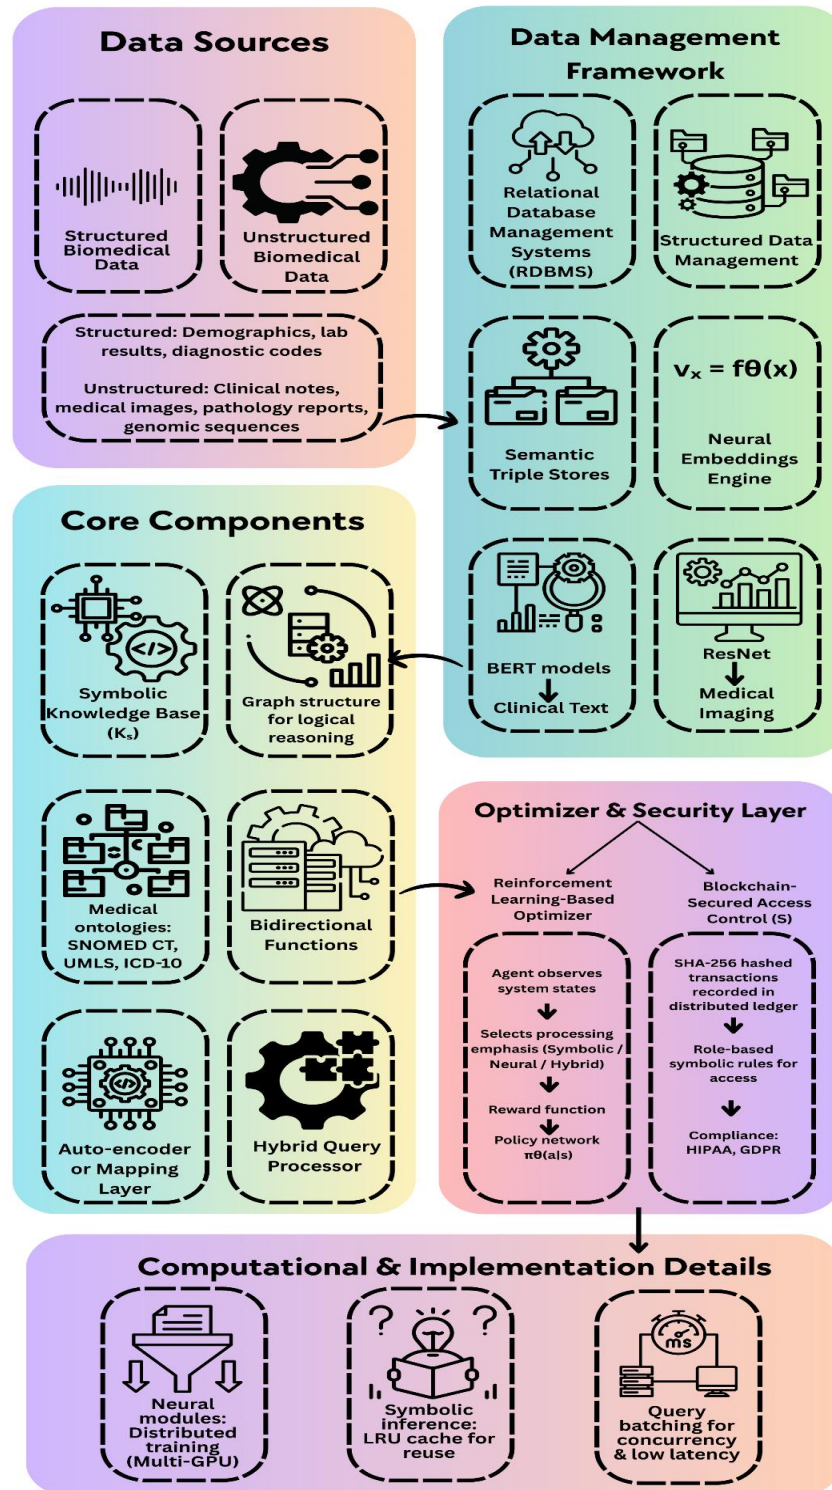 Data Sources
Structured
Biomedical
Data
Unstructured
Biomedical
Data
Structured: Demographics, lab
results, diagnostic codes
Unstructured: Clinical notes,
medical images, pathology reports,
genomic sequences
Data Management
Framework
Relational
Database
Management
Systems
(RDBMS)
Structured Data
Management
Semantic
Triple Stores
vₓ = fθ(x)
Neural
Embeddings
Engine
BERT models
Clinical Text
ResNet
Medical
Imaging
Core Components
</>
Symbolic
Knowledge Base
(Kₛ)
Graph structure
for logical
reasoning
Medical
ontologies:
SNOMED CT,
UMLS, ICD-10
Bidirectional
Functions
</>
Auto-encoder
or Mapping
Layer
Hybrid Query
Processor
Optimizer & Security Layer
Reinforcement
Learning-Based
Optimizer
Agent observes
system states
Selects processing
emphasis (Symbolic /
Neural / Hybrid)
Reward function
Policy network
πθ(a|s)
Blockchain-
Secured Access
Control (S)
SHA-256 hashed
transactions
recorded in
distributed ledger
Role-based
symbolic rules for
access
Compliance:
HIPAA, GDPR
Computational & Implementation Details
Neural
modules:
Distributed
training
(Multi-GPU)
? ?
Symbolic
inference:
LRU cache for
reuse
ms
Query
batching for
concurrency
& low latency